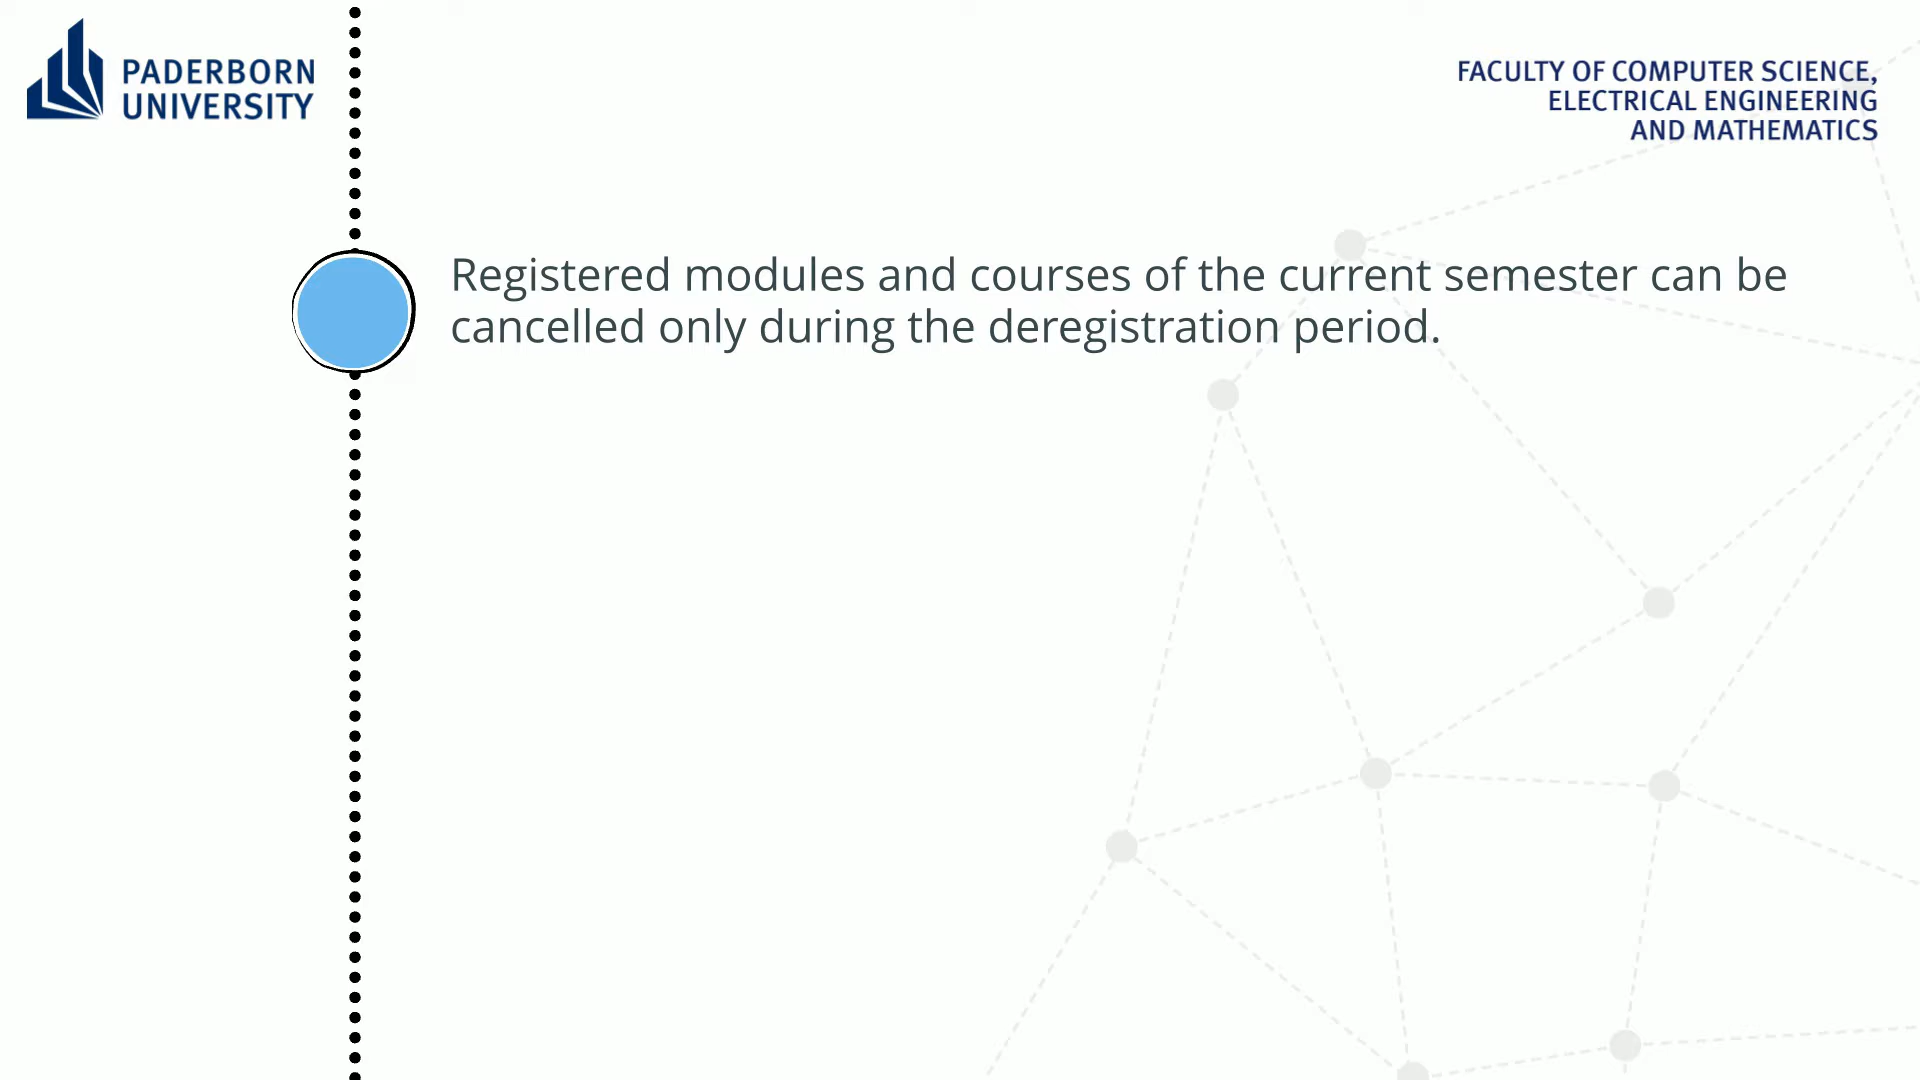 PADERBORN
UNIVERSITY
FACULTY OF COMPUTER SCIENCE,
ELECTRICAL ENGINEERING
AND MATHEMATICS
Registered modules and courses of the current semester can be
cancelled only during the deregistration period.